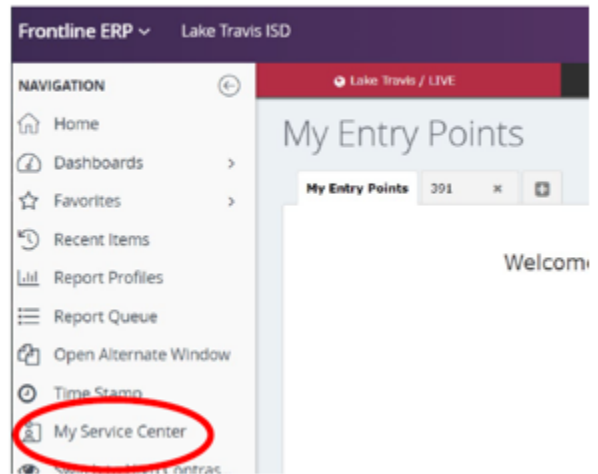 Frontline ERP Lake Travis ISD
NAVIGATION
Lake Travis / LIVE
Home
My Entry Points
Dashboards
My Entry Points 391
Favorites
Recent Items
Welcome
Report Profiles
Report Queue
Open Alternate Window
Time Stamp
My Service Center